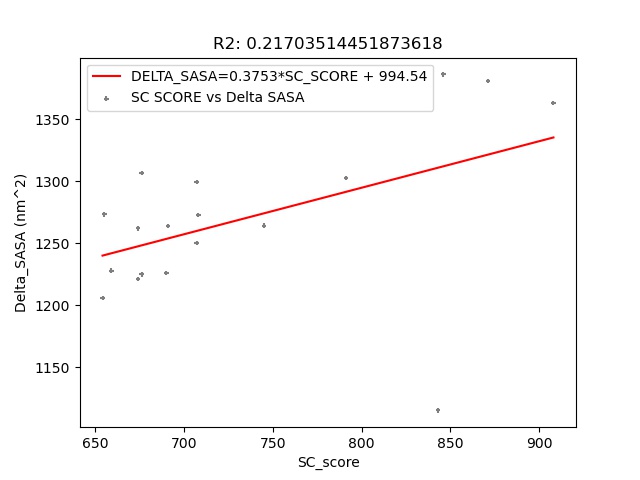 R2: 0.21703514451873618
DELTA_SASA=0.3753*SC_SCORE + 994.54
SC SCORE vs Delta SASA
1350
1300
1250
1200
1150
Delta_SASA (nm^2)
650 700 750 800 850 900
SC_score